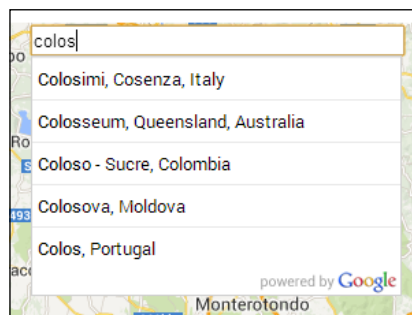 colos
Colosimi, Cosenza, Italy
Colosseum, Queensland, Australia
Coloso - Sucre, Colombia
Colosova, Moldova
Colos, Portugal
powered by Google
Monterotondo